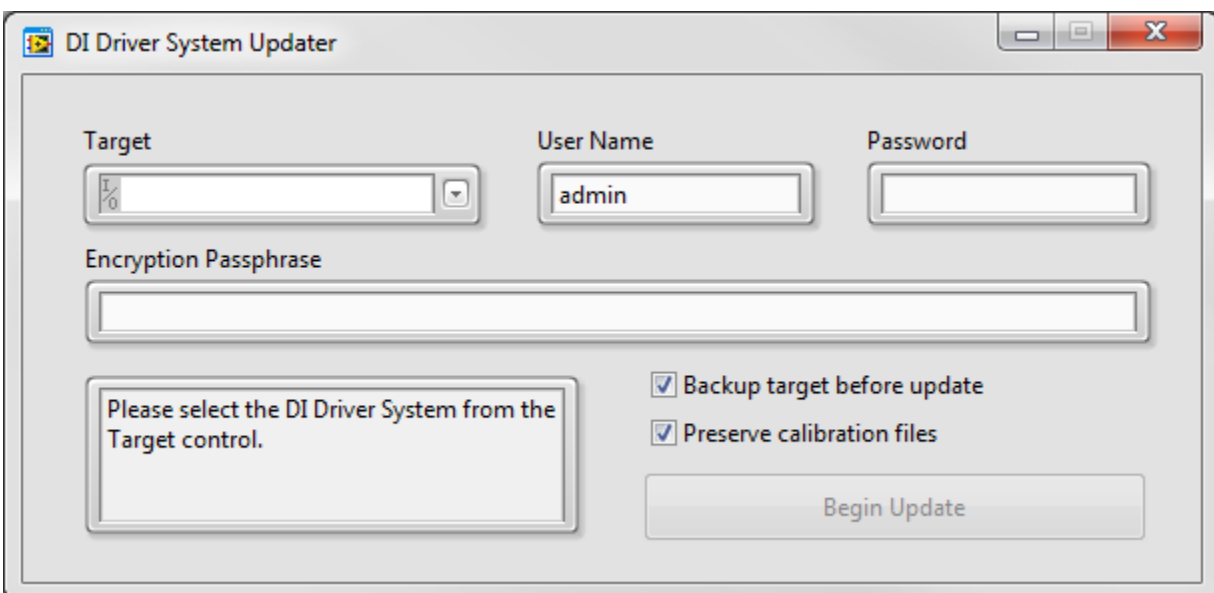 DI Driver System Updater
Target
User Name
Password
I/O
admin
Encryption Passphrase
Please select the DI Driver System from the
Target control.
Backup target before update
Preserve calibration files
Begin Update